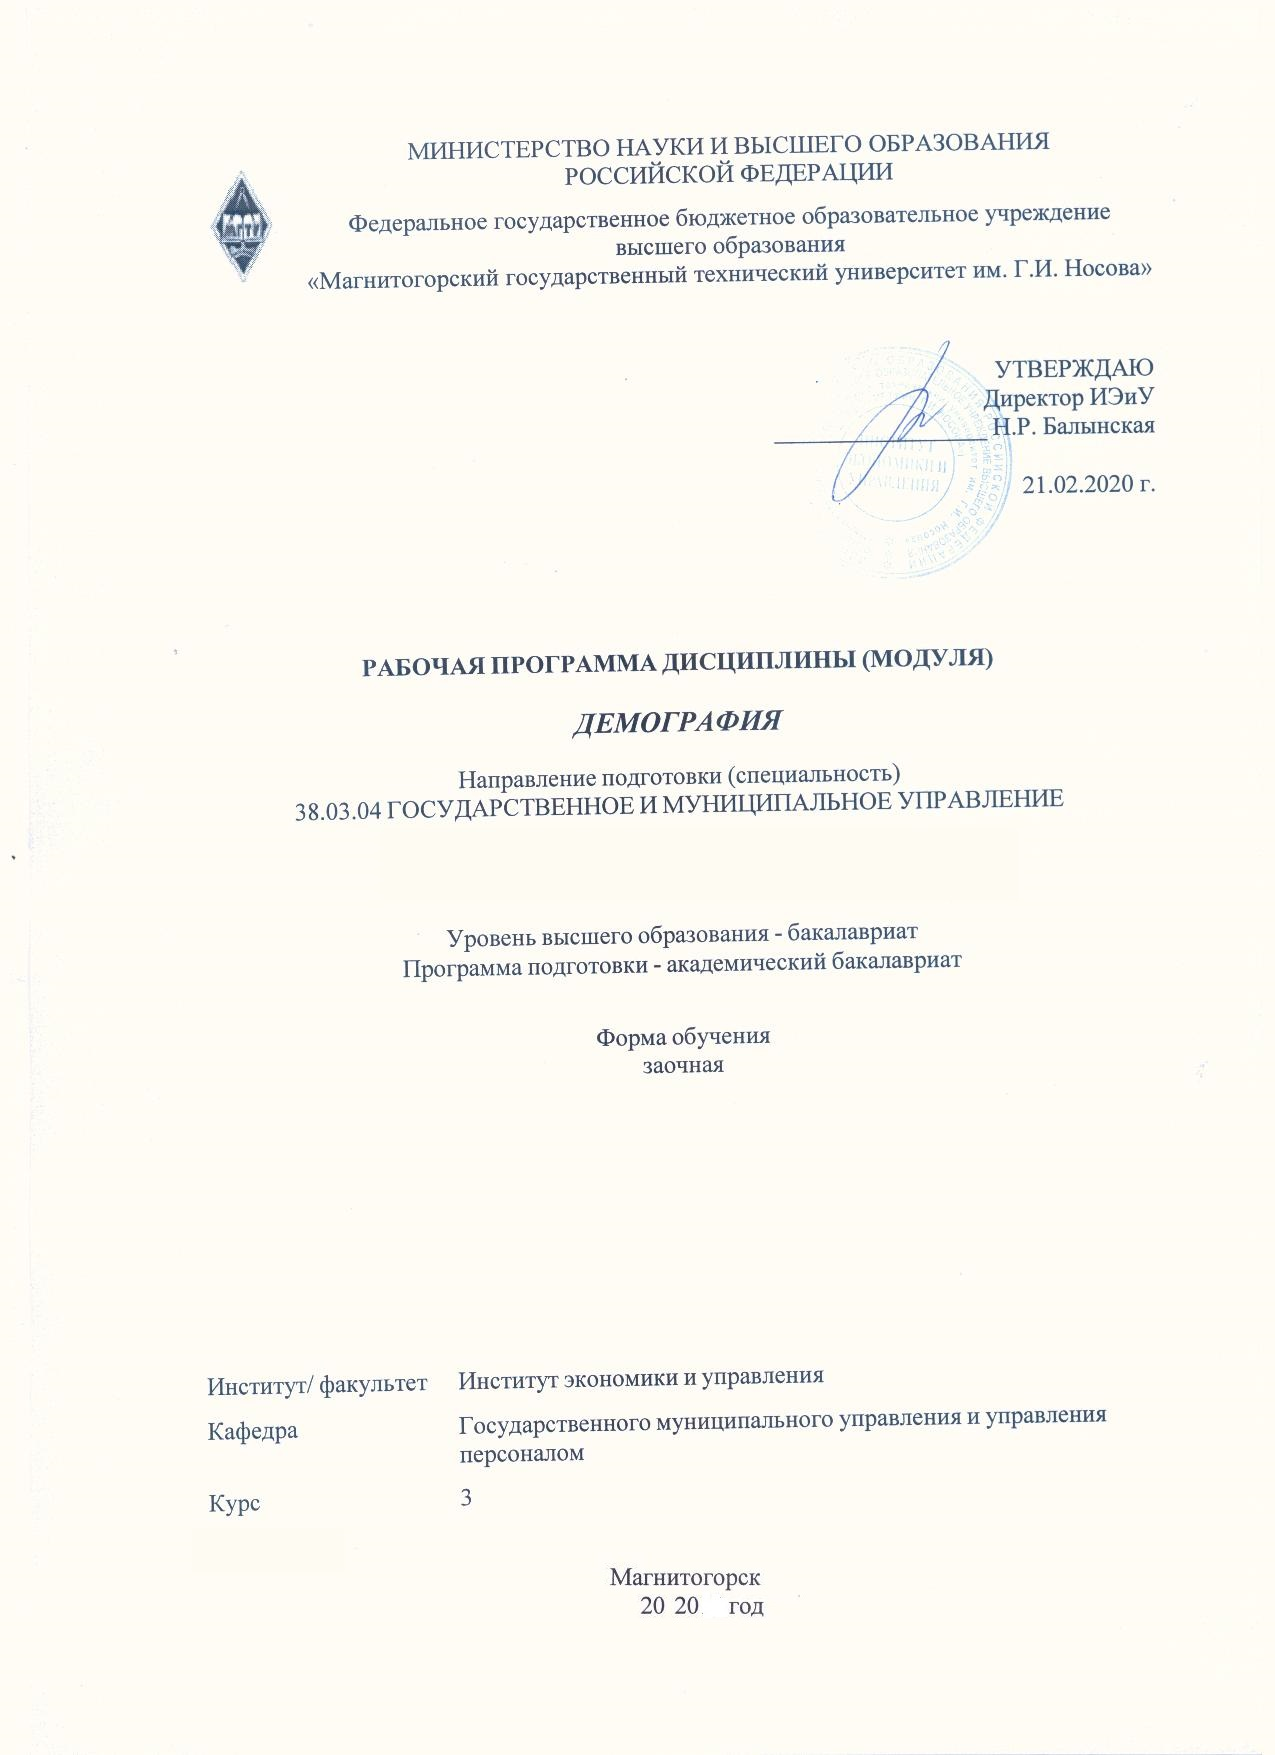 МИНИСТЕРСТВО НАУКИ И ВЫСШЕГО ОБРАЗОВАНИЯ
РОССИЙСКОЙ ФЕДЕРАЦИИ
МГТУ
Федеральное государственное бюджетное образовательное учреждение
высшего образования
«Магнитогорский государственный технический университет им. Г.И. Носова»
УТВЕРЖДАЮ
Директор ИЭиУ
Н.Р. Балынская
21.02.2020 г.
РАБОЧАЯ ПРОГРАММА ДИСЦИПЛИНЫ (МОДУЛЯ)
ДЕМОГРАФИЯ
Направление подготовки (специальность)
38.03.04 ГОСУДАРСТВЕННОЕ И МУНИЦИПАЛЬНОЕ УПРАВЛЕНИЕ
Уровень высшего образования - бакалавриат
Программа подготовки - академический бакалавриат
Форма обучения
заочная
Институт/ факультет Институт экономики и управления
Кафедра Государственного муниципального управления и управления
персоналом
Курс 3
Магнитогорск
20 20 год